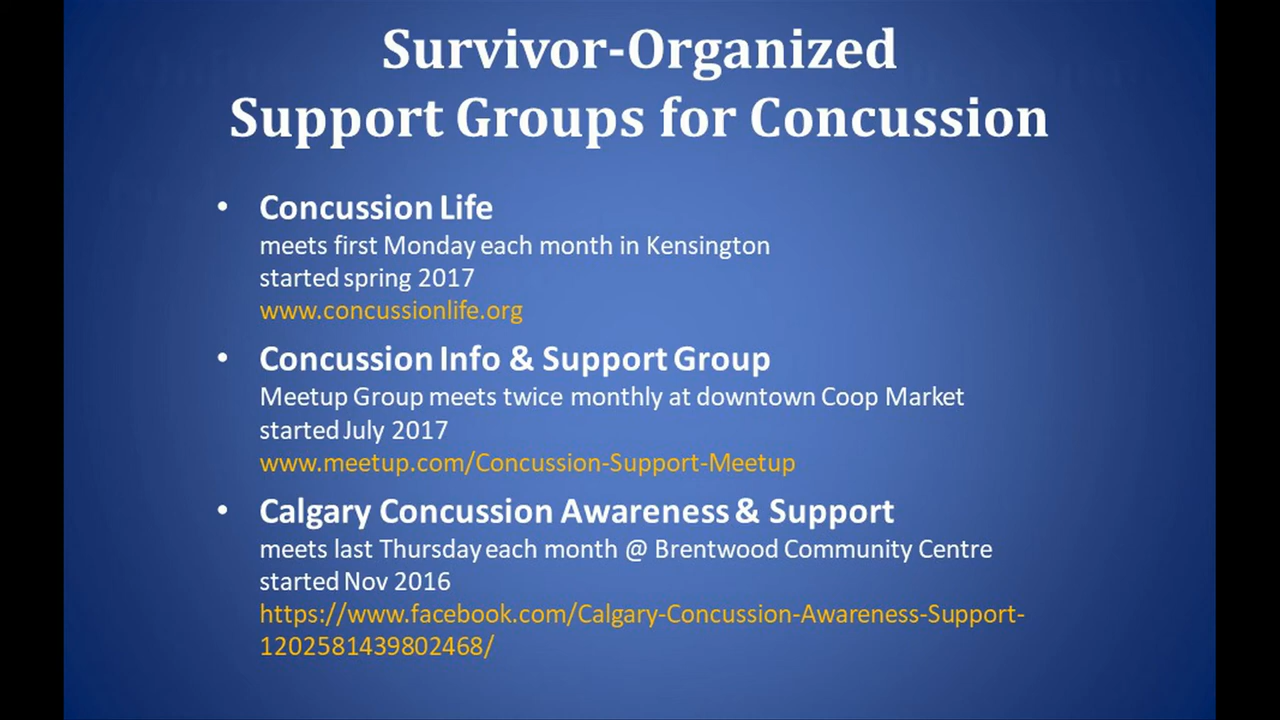 Survivor-Organized
Support Groups for Concussion
• Concussion Life
meets first Monday each month in Kensington
started spring 2017
www.concussionlife.org
• Concussion Info & Support Group
Meetup Group meets twice monthly at downtown Coop Market
started July 2017
www.meetup.com/Concussion-Support-Meetup
• Calgary Concussion Awareness & Support
meets last Thursday each month @ Brentwood Community Centre
started Nov 2016
https://www.facebook.com/Calgary-Concussion-Awareness-Support-
1202581439802468/